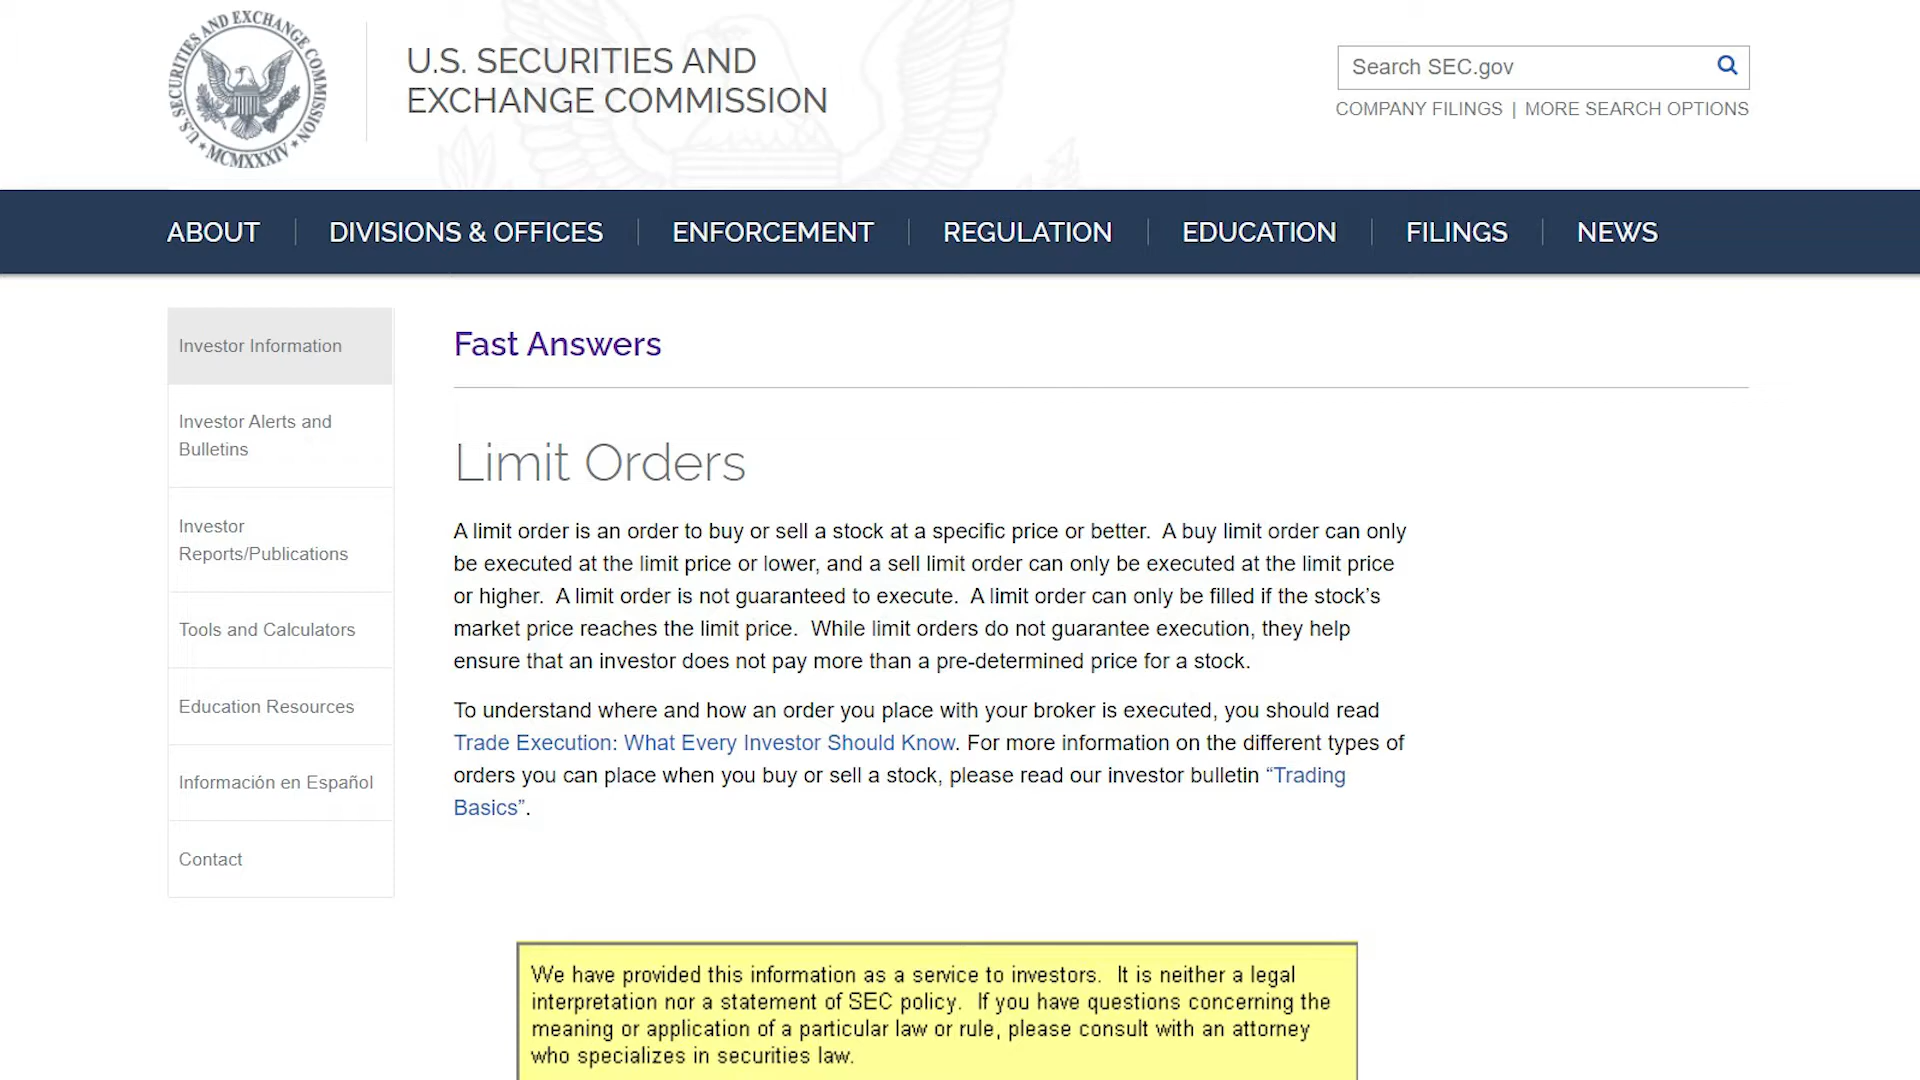 U.S. SECURITIES AND EXCHANGE COMMISSION
MCMXXXIV
U.S. SECURITIES AND
EXCHANGE COMMISSION
Search SEC.gov
COMPANY FILINGS | MORE SEARCH OPTIONS
ABOUT
DIVISIONS & OFFICES
ENFORCEMENT
REGULATION
EDUCATION
FILINGS
NEWS
Investor Information
Investor Alerts and
Bulletins
Investor
Reports/Publications
Tools and Calculators
Education Resources
Información en Español
Contact
Fast Answers
Limit Orders
A limit order is an order to buy or sell a stock at a specific price or better.  A buy limit order can only
be executed at the limit price or lower, and a sell limit order can only be executed at the limit price
or higher.  A limit order is not guaranteed to execute.  A limit order can only be filled if the stock’s
market price reaches the limit price.  While limit orders do not guarantee execution, they help
ensure that an investor does not pay more than a pre-determined price for a stock.
To understand where and how an order you place with your broker is executed, you should read
Trade Execution: What Every Investor Should Know. For more information on the different types of
orders you can place when you buy or sell a stock, please read our investor bulletin “Trading
Basics”.
We have provided this information as a service to investors.  It is neither a legal
interpretation nor a statement of SEC policy.  If you have questions concerning the
meaning or application of a particular law or rule, please consult with an attorney
who specializes in securities law.